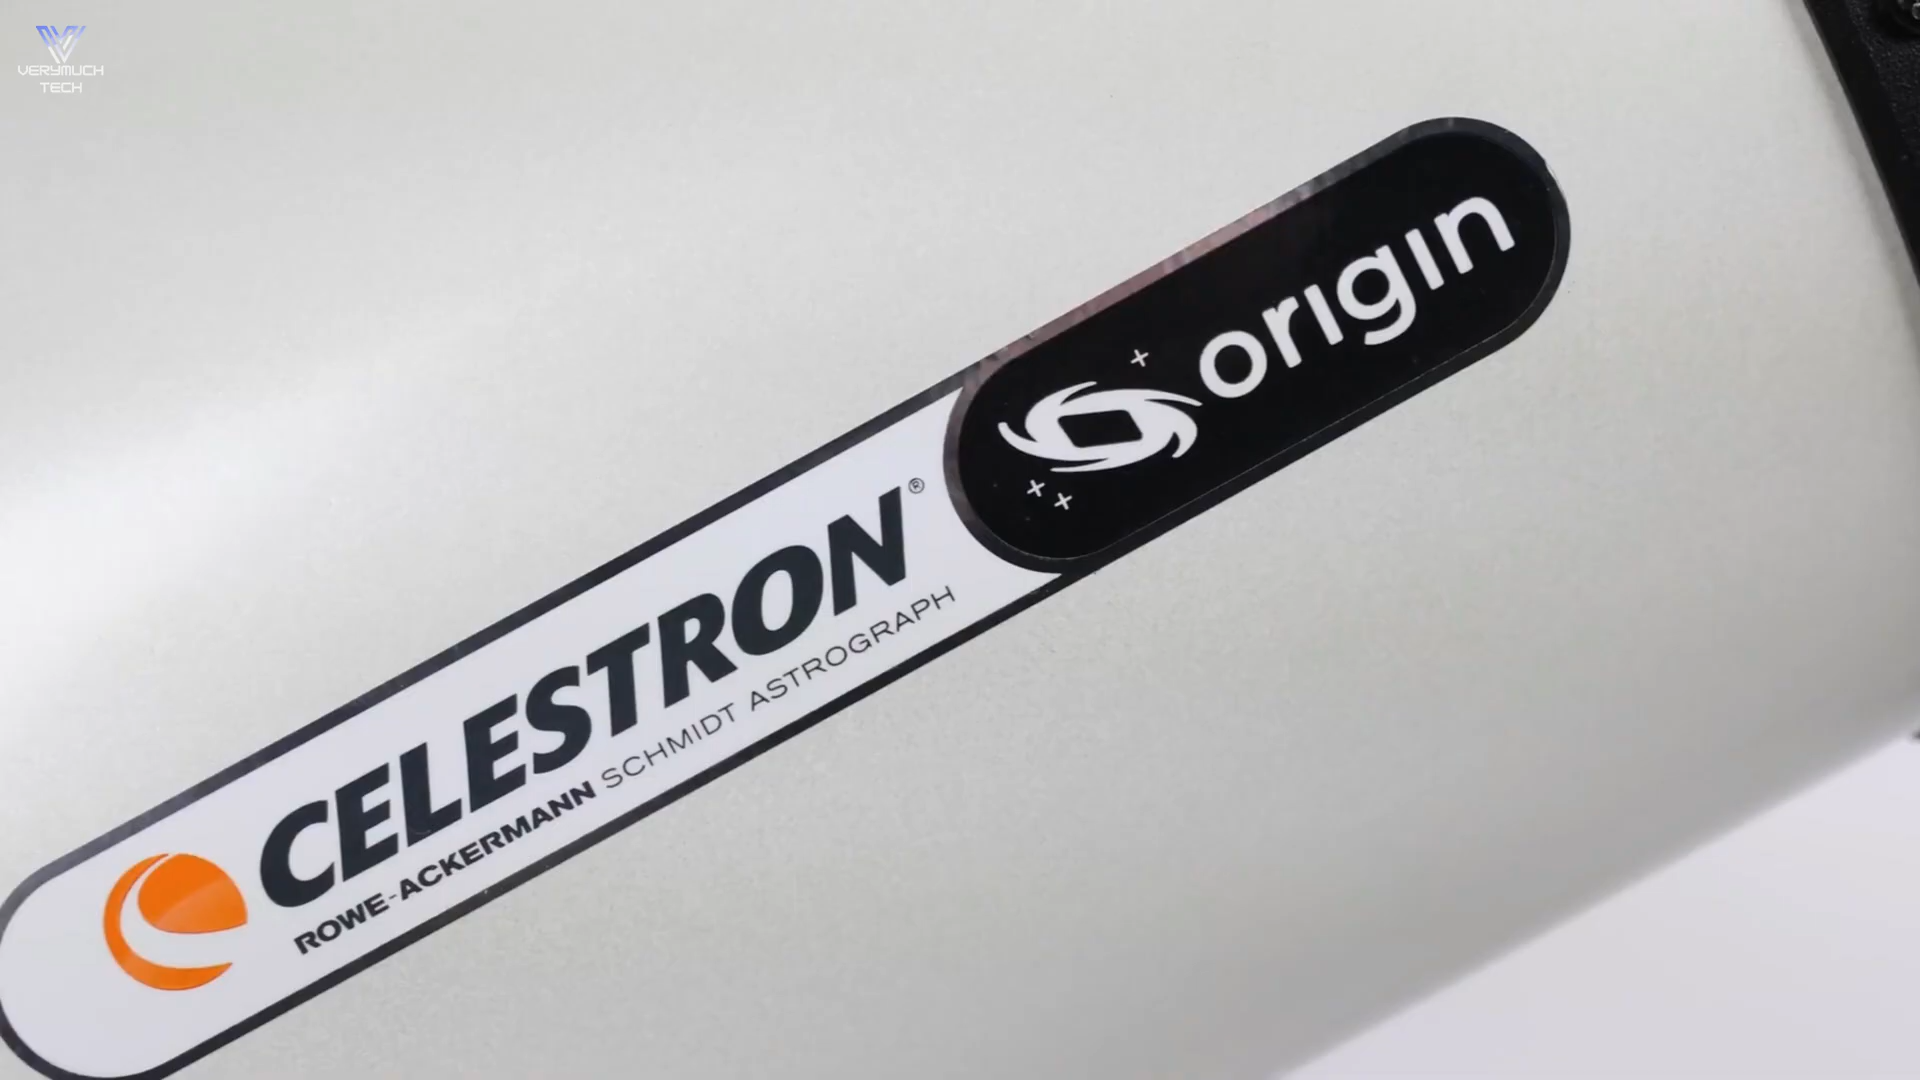 VERYMUCH
TECH
origin
CELESTRON®
ROWE-ACKERMANN SCHMIDT ASTROGRAPH